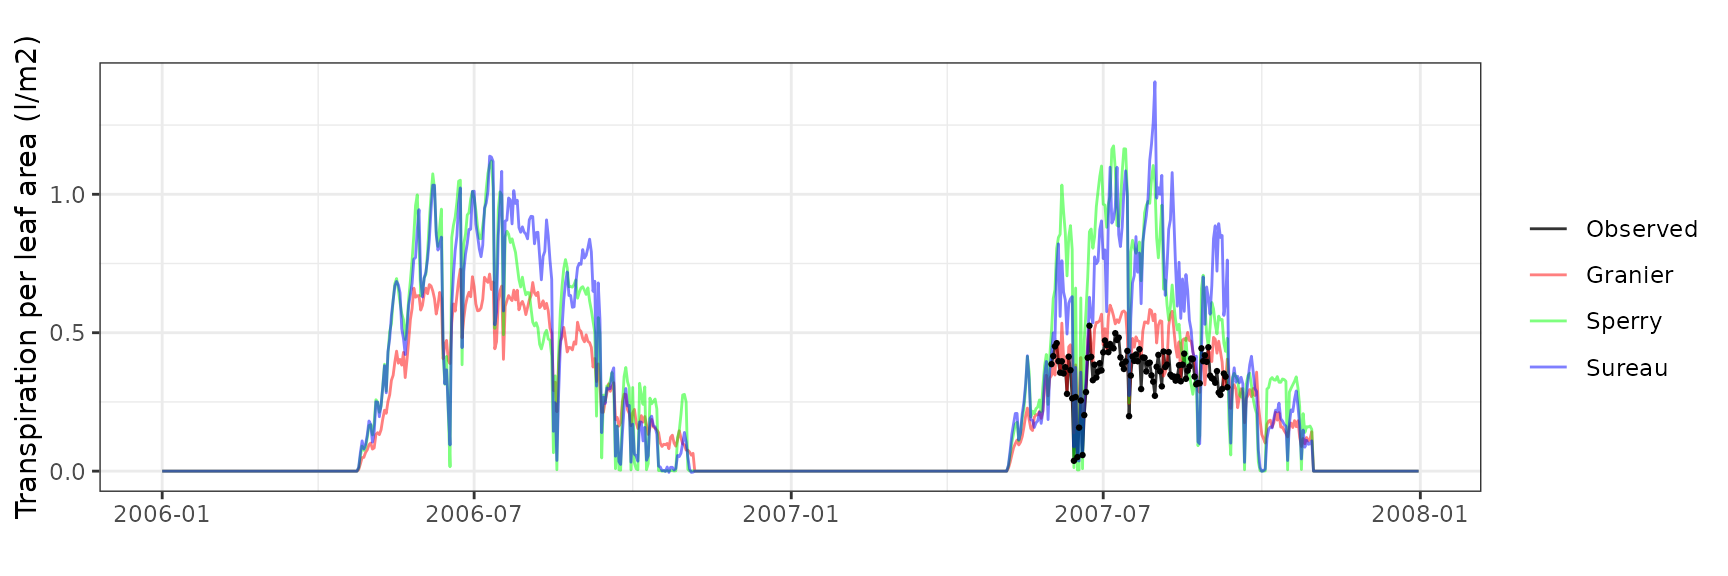 Transpiration per leaf area (l/m2)
1.0
0.5
0.0
2006-01
2006-07
2007-01
2007-07
2008-01
Observed
Granier
Sperry
Sureau